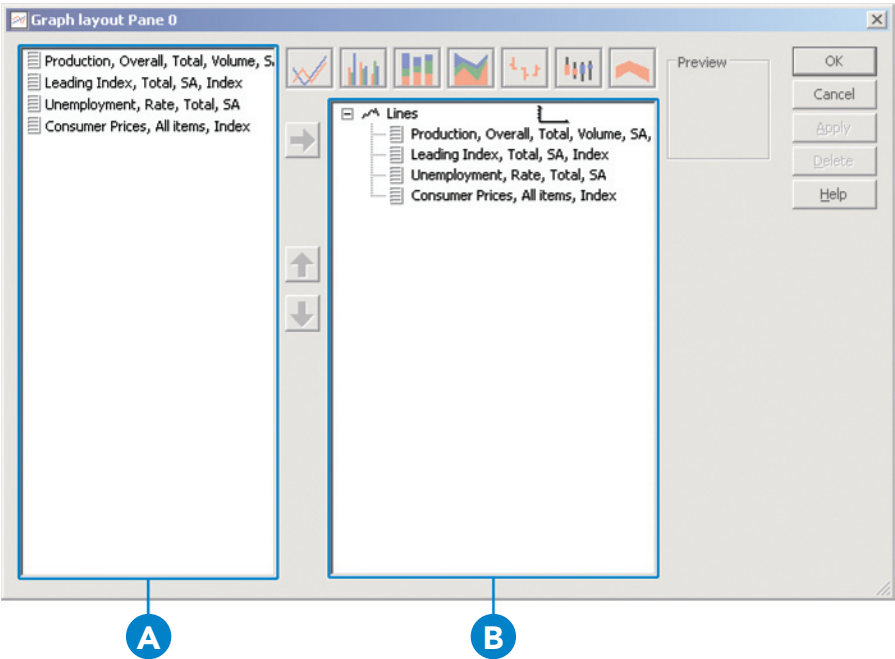 Graph layout Pane 0
Production, Overall, Total, Volume, S
Leading Index, Total, SA, Index
Unemployment, Rate, Total, SA
Consumer Prices, All items, Index
Lines
Production, Overall, Total, Volume, SA,
Leading Index, Total, SA, Index
Unemployment, Rate, Total, SA
Consumer Prices, All items, Index
Preview
OK
Cancel
Apply
Delete
Help
A
B